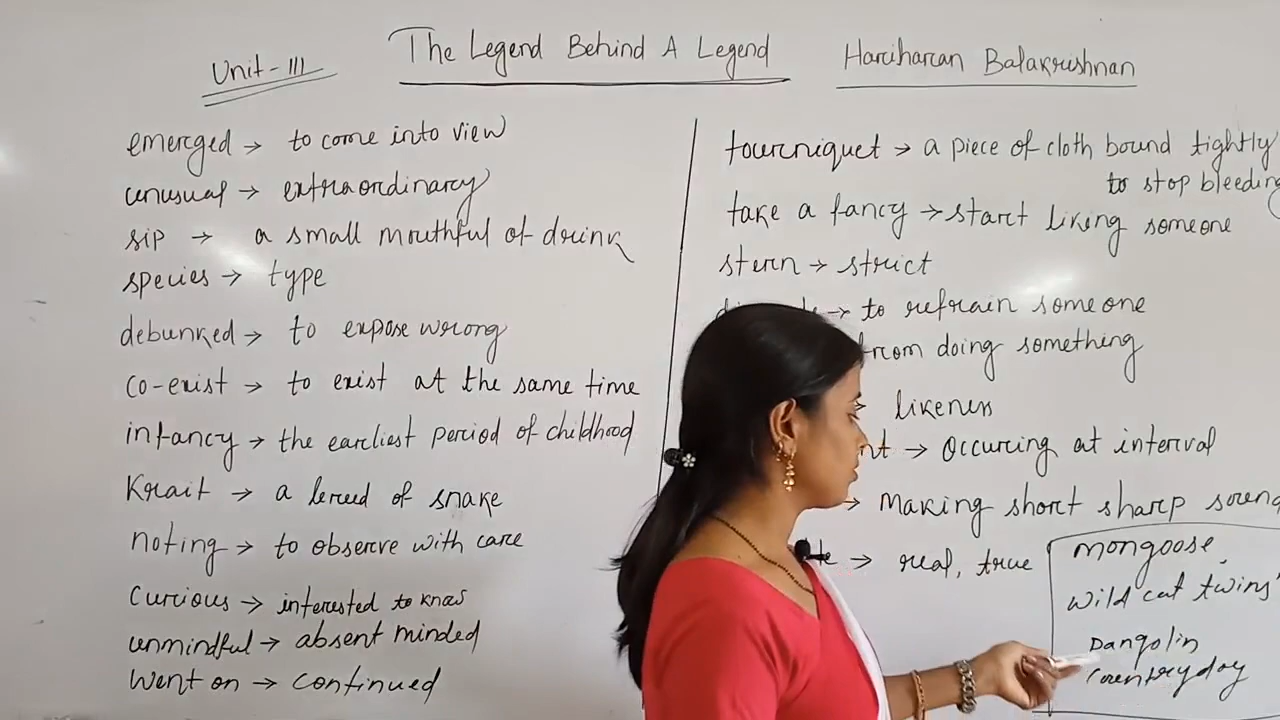 Unit-III
The Legend Behind A Legend
Hariharan Balakrishnan
emerged → to come into view
unusual → extraordinary
sip → a small mouthful of drink
species → type
debunked → to expose wrong
co-exist → to exist at the same time
infancy → the earliest period of childhood
Krait → a breed of snake
noting → to observe with care
Curious → interested to know
unmindful → absent minded
Went on → continued
tourniquet → a piece of cloth bound tightly
to stop bleeding
take a fancy → start liking someone
stern → strict
→ to refrain someone
from doing something
likeness
→ occuring at interval
→ making short sharp
→ real, true
mongoose,
wild cat twins
Pangolin
Country dog